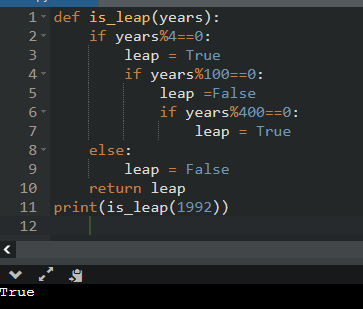 1 def is_leap(years):
2     if years%4==0:
3         leap = True
4         if years%100==0:
5             leap =False
6             if years%400==0:
7                 leap = True
8     else:
9         leap = False
10     return leap
11 print(is_leap(1992))
12
True